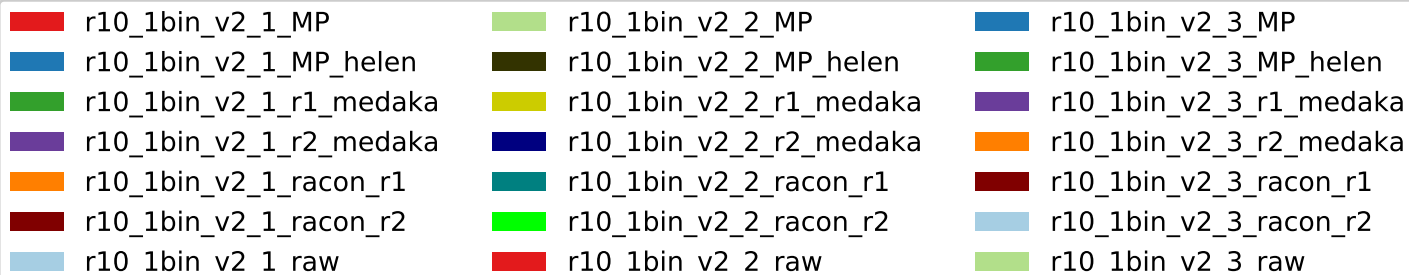 r10_1bin_v2_1_MP
r10_1bin_v2_1_MP_helen
r10_1bin_v2_1_r1_medaka
r10_1bin_v2_1_r2_medaka
r10_1bin_v2_1_racon_r1
r10_1bin_v2_1_racon_r2
r10_1bin_v2_1_raw
r10_1bin_v2_2_MP
r10_1bin_v2_2_MP_helen
r10_1bin_v2_2_r1_medaka
r10_1bin_v2_2_r2_medaka
r10_1bin_v2_2_racon_r1
r10_1bin_v2_2_racon_r2
r10_1bin_v2_2_raw
r10_1bin_v2_3_MP
r10_1bin_v2_3_MP_helen
r10_1bin_v2_3_r1_medaka
r10_1bin_v2_3_r2_medaka
r10_1bin_v2_3_racon_r1
r10_1bin_v2_3_racon_r2
r10_1bin_v2_3_raw